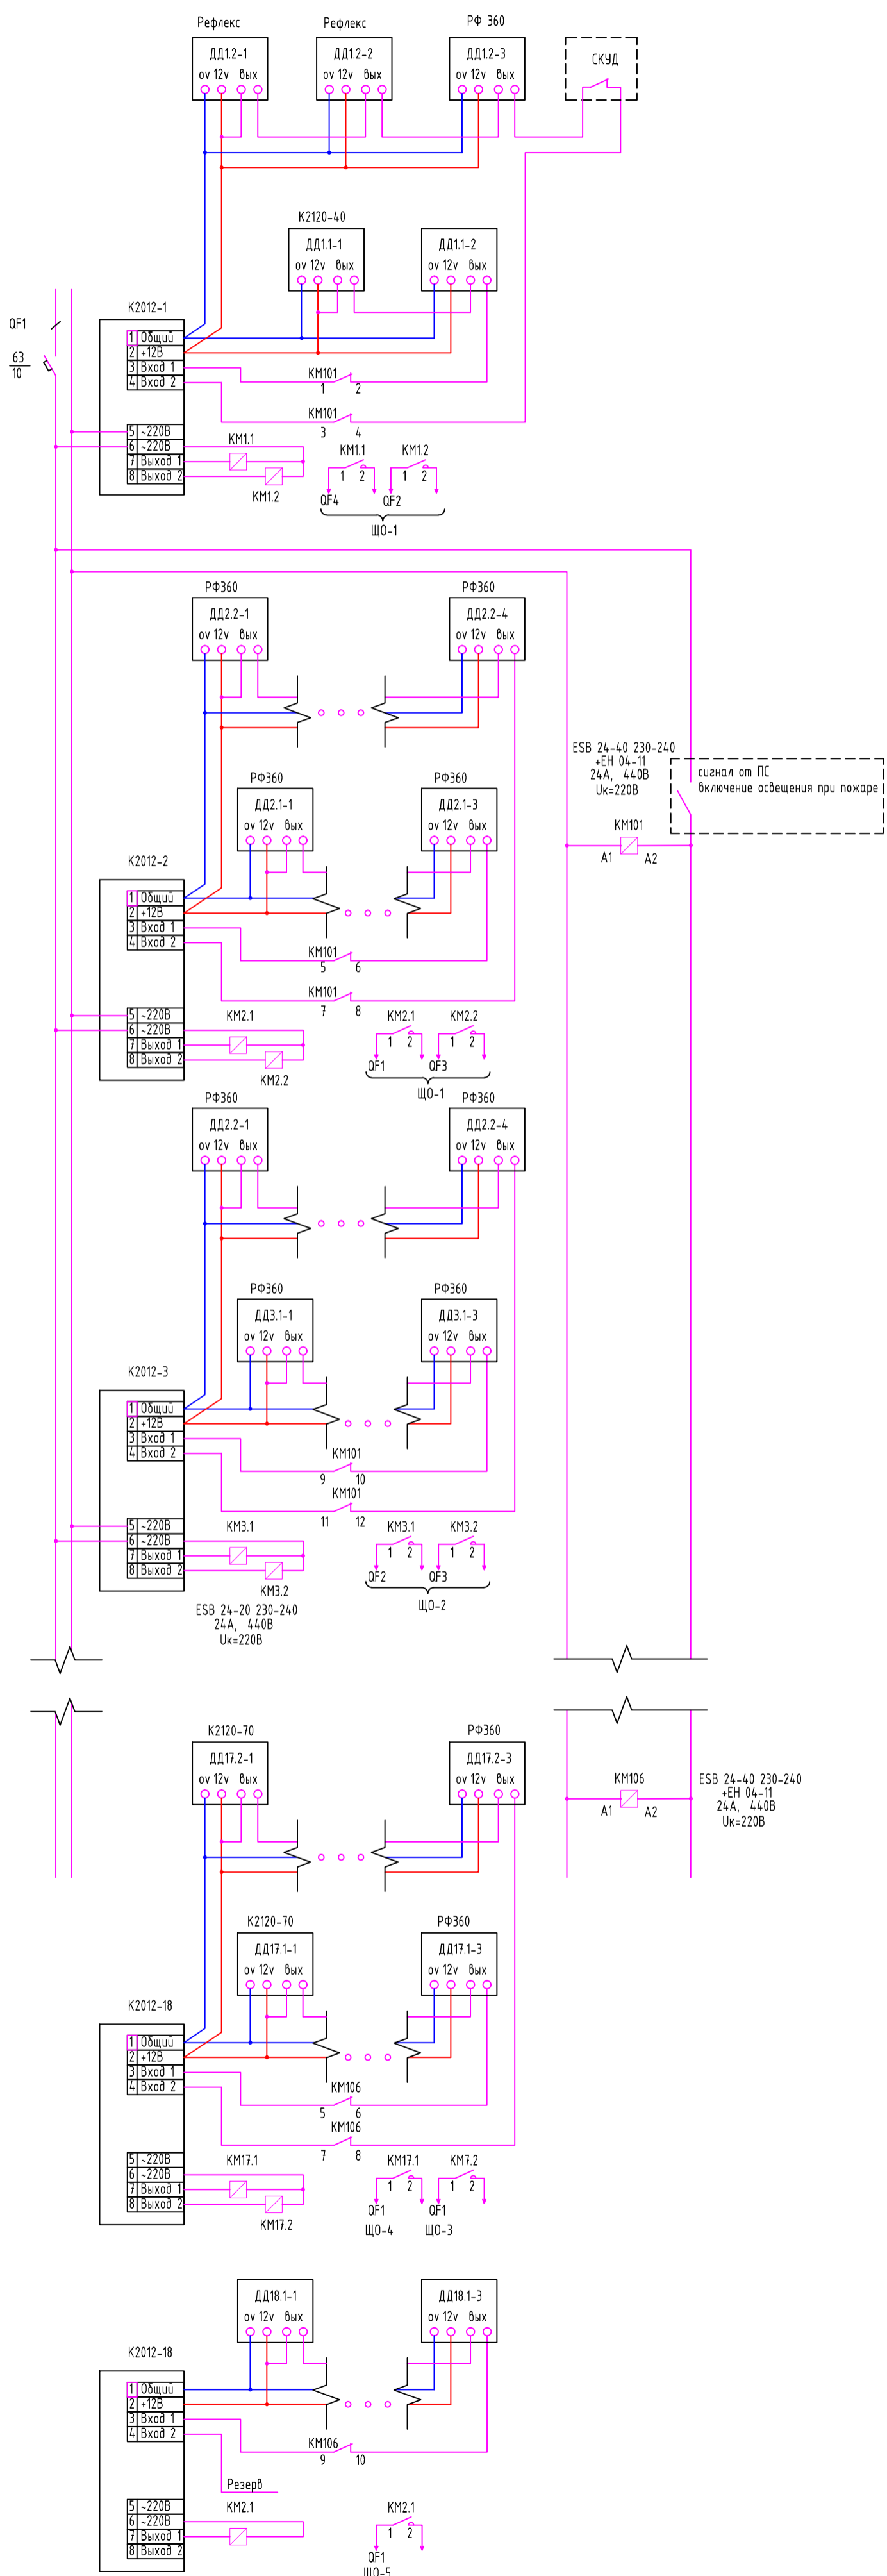 Рефлекс Рефлекс РФ 360
ДД1.2-1 ДД1.2-2 ДД1.2-3 СКУД
ov 12v вых ov 12v вых ov 12v вых
К2120-40
ДД1.1-1 ДД1.1-2
ov 12v вых ov 12v вых
К2012-1
QF1
63
10
1 Общий
2 +12В
3 Вход 1
4 Вход 2
КМ101
1 2
КМ101
3 4
5 ~220В
6 ~220В
7 Выход 1
8 Выход 2
КМ1.1
КМ1.2
КМ1.1 КМ1.2
1 2 1 2
QF4 QF2
ЩО-1
РФ360 РФ360
ДД2.2-1 ДД2.2-4
ov 12v вых ov 12v вых
ESB 24-40 230-240
+EH 04-11
24А, 440В
Uк=220В
сигнал от ПС
включение освещения при пожаре
КМ101
А1 А2
РФ360 РФ360
ДД2.1-1 ДД2.1-3
ov 12v вых ov 12v вых
К2012-2
1 Общий
2 +12В
3 Вход 1
4 Вход 2
КМ101
5 6
КМ101
7 8
5 ~220В
6 ~220В
7 Выход 1
8 Выход 2
КМ2.1
КМ2.2
КМ2.1 КМ2.2
1 2 1 2
QF1 QF3
ЩО-1
РФ360 РФ360
ДД2.2-1 ДД2.2-4
ov 12v вых ov 12v вых
РФ360 РФ360
ДД3.1-1 ДД3.1-3
ov 12v вых ov 12v вых
К2012-3
1 Общий
2 +12В
3 Вход 1
4 Вход 2
КМ101
9 10
КМ101
11 12
5 ~220В
6 ~220В
7 Выход 1
8 Выход 2
КМ3.1
КМ3.2
КМ3.1 КМ3.2
1 2 1 2
QF2 QF3
ЩО-2
ESB 24-20 230-240
24А, 440В
Uк=220В
К2120-70 РФ360
ДД17.2-1 ДД17.2-3
ov 12v вых ov 12v вых
КМ106
А1 А2
ESB 24-40 230-240
+EH 04-11
24А, 440В
Uк=220В
К2120-70 РФ360
ДД17.1-1 ДД17.1-3
ov 12v вых ov 12v вых
К2012-18
1 Общий
2 +12В
3 Вход 1
4 Вход 2
КМ106
5 6
КМ106
7 8
5 ~220В
6 ~220В
7 Выход 1
8 Выход 2
КМ17.1
КМ17.2
КМ17.1 КМ7.2
1 2 1 2
QF1 QF1
ЩО-4 ЩО-3
ДД18.1-1 ДД18.1-3
ov 12v вых ov 12v вых
К2012-18
1 Общий
2 +12В
3 Вход 1
4 Вход 2
КМ106
9 10
Резерв
5 ~220В
6 ~220В
7 Выход 1
8 Выход 2
КМ2.1
КМ2.1
1 2
QF1
ЩО-5